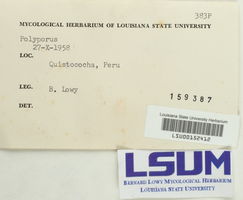 383P
MYCOLOGICAL HERBARIUM OF LOUISIANA STATE UNIVERSITY
Polyporus
27-X-1958
LOC.
Quistococha, Peru
LEG. B. Lowy
159387
DET.
Louisiana State University Herbarium
LSU00152412
LSUM
BERNARD LOWY MYCOLOGICAL HERBARIUM
LOUISIANA STATE UNIVERSITY